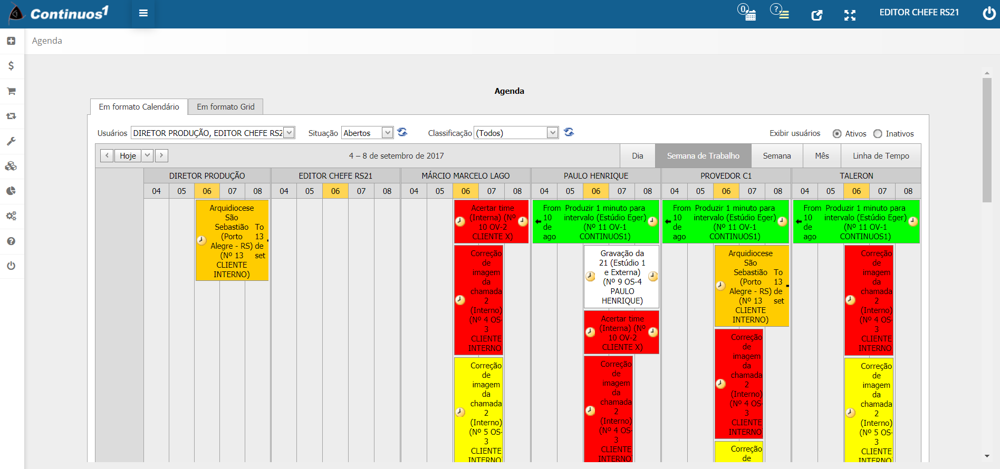 Continuos1
0
?
EDITOR CHEFE RS21
Agenda
Agenda
Em formato Calendário
Em formato Grid
Usuários
DIRETOR PRODUÇÃO, EDITOR CHEFE RS2
Situação
Abertos
Classificação
(Todos)
Exibir usuários
Ativos
Inativos
Hoje
4 – 8 de setembro de 2017
Dia
Semana de Trabalho
Semana
Mês
Linha de Tempo
DIRETOR PRODUÇÃO
EDITOR CHEFE RS21
MÁRCIO MARCELO LAGO
PAULO HENRIQUE
PROVEDOR C1
TALERON
04 05 06 07 08
04 05 06 07 08
04 05 06 07 08
04 05 06 07 08
04 05 06 07 08
04 05 06 07 08
Arquidiocese
São
Sebastião
(Porto
Alegre - RS)
(Nº 13
CLIENTE
INTERNO)
To
13
de
set
Acertar time
(Interna) (Nº
10 OV-2
CLIENTE X)
Correção
de
imagem
da
chamada
2
(Interno)
(Nº 4 OS-
3
CLIENTE
INTERNO
Correção
de
imagem
da
chamada
2
(Interno)
(Nº 5 OS-
3
CLIENTE
INTERNO
From
10
de
ago
Produzir 1 minuto para
intervalo (Estúdio Eger)
(Nº 11 OV-1
CONTINUOS1)
Gravação da
21 (Estúdio 1
e Externa)
(Nº 9 OS-4
PAULO
HENRIQUE)
Acertar time
(Interna) (Nº
10 OV-2
CLIENTE X)
Correção
de
imagem
da
chamada
2
(Interno)
(Nº 4 OS-
3
CLIENTE
INTERNO
From
10
de
ago
Produzir 1 minuto para
intervalo (Estúdio Eger)
(Nº 11 OV-1
CONTINUOS1)
Arquidiocese
São
Sebastião
(Porto
Alegre - RS)
(Nº 13
CLIENTE
INTERNO)
To
13
de
set
Correção
de
imagem
da
chamada
2
(Interno)
(Nº 4 OS-
3
CLIENTE
INTERNO
Correção
de
From
10
de
ago
Produzir 1 minuto para
intervalo (Estúdio Eger)
(Nº 11 OV-1
CONTINUOS1)
Correção
de
imagem
da
chamada
2
(Interno)
(Nº 4 OS-
3
CLIENTE
INTERNO
Correção
de
imagem
da
chamada
2
(Interno)
(Nº 5 OS-
3
CLIENTE
INTERNO